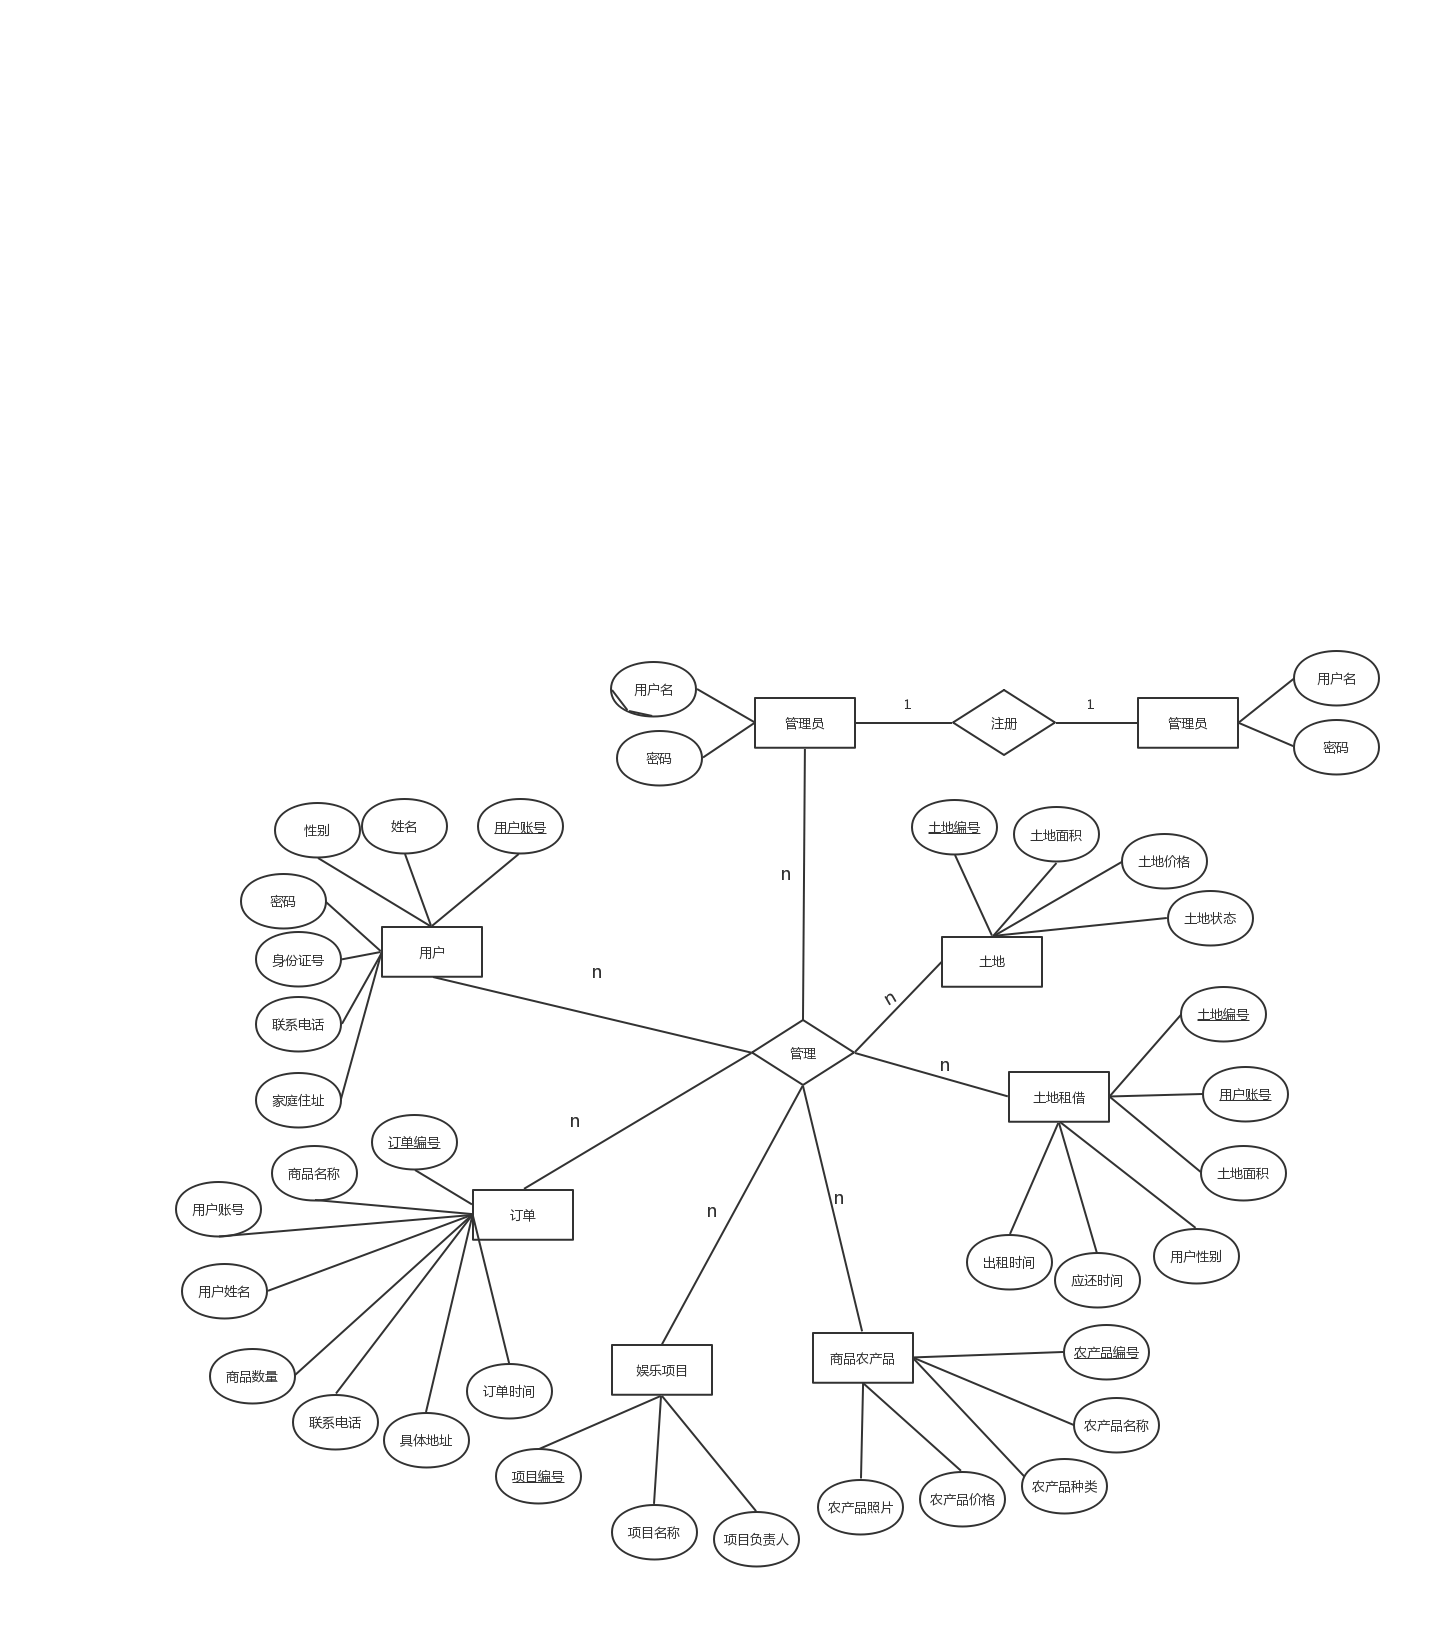 用户名
用户名
管理员
1
注册
1
管理员
密码
密码
性别
姓名
用户账号
土地编号
土地面积
土地价格
密码
n
土地状态
身份证号
用户
土地
n
n
联系电话
土地编号
管理
n
家庭住址
土地租借
用户账号
n
订单编号
商品名称
土地面积
用户账号
订单
n
n
用户姓名
出租时间
应还时间
用户性别
商品数量
联系电话
具体地址
订单时间
娱乐项目
商品农产品
农产品编号
农产品名称
项目编号
项目名称
项目负责人
农产品照片
农产品价格
农产品种类